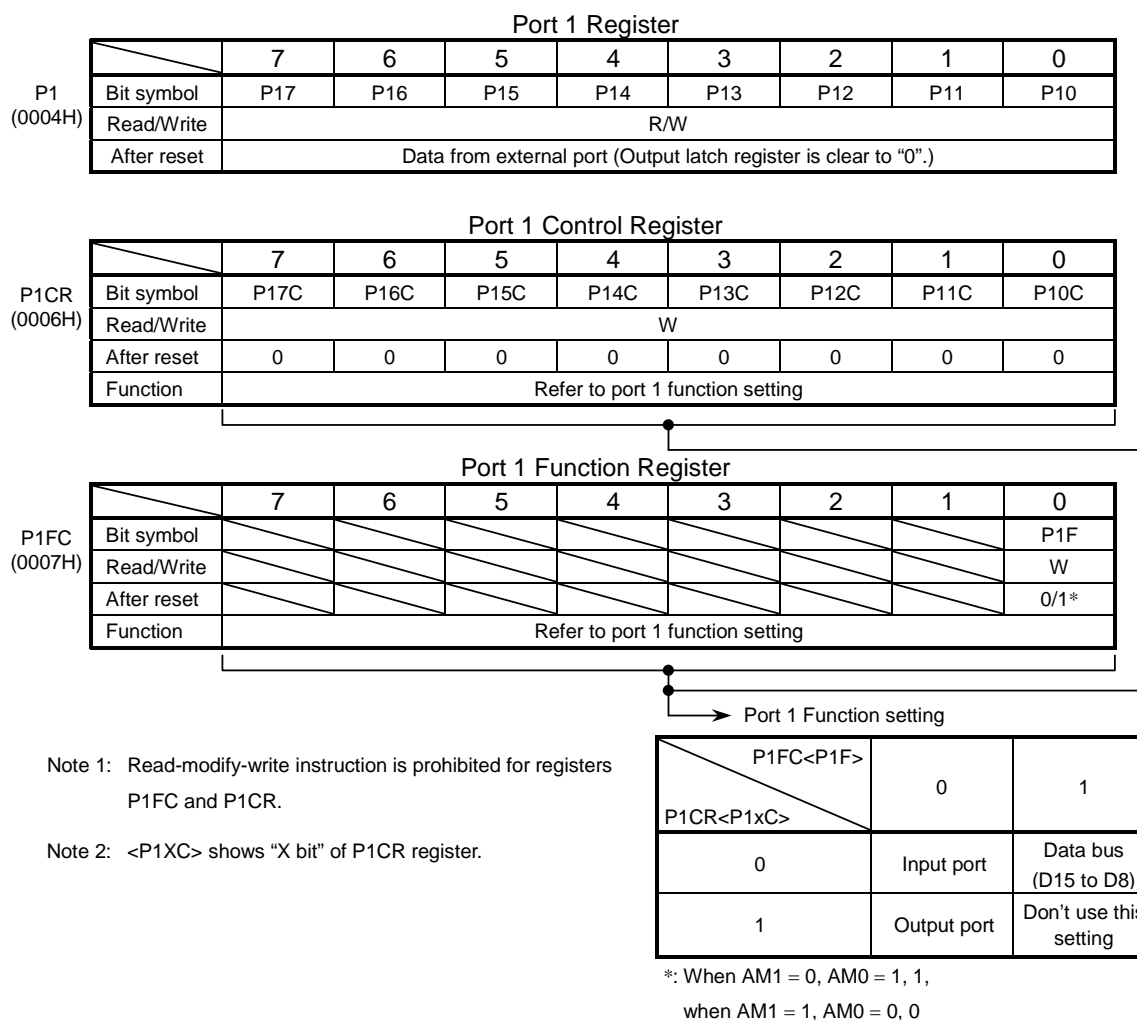 Port 1 Register
7 6 5 4 3 2 1 0
P1
(0004H)
Bit symbol P17 P16 P15 P14 P13 P12 P11 P10
Read/Write R/W
After reset Data from external port (Output latch register is clear to “0”.)
Port 1 Control Register
7 6 5 4 3 2 1 0
P1CR
(0006H)
Bit symbol P17C P16C P15C P14C P13C P12C P11C P10C
Read/Write W
After reset 0 0 0 0 0 0 0 0
Function Refer to port 1 function setting
Port 1 Function Register
7 6 5 4 3 2 1 0
P1FC
(0007H)
Bit symbol P1F
Read/Write W
After reset 0/1*
Function Refer to port 1 function setting
Port 1 Function setting
Note 1: Read-modify-write instruction is prohibited for registers
P1FC and P1CR.
Note 2: <P1XC> shows “X bit” of P1CR register.
P1FC<P1F>
P1CR<P1xC>
0 1
0 Input port Data bus
(D15 to D8)
1 Output port Don’t use this
setting
*: When AM1 = 0, AM0 = 1, 1,
when AM1 = 1, AM0 = 0, 0